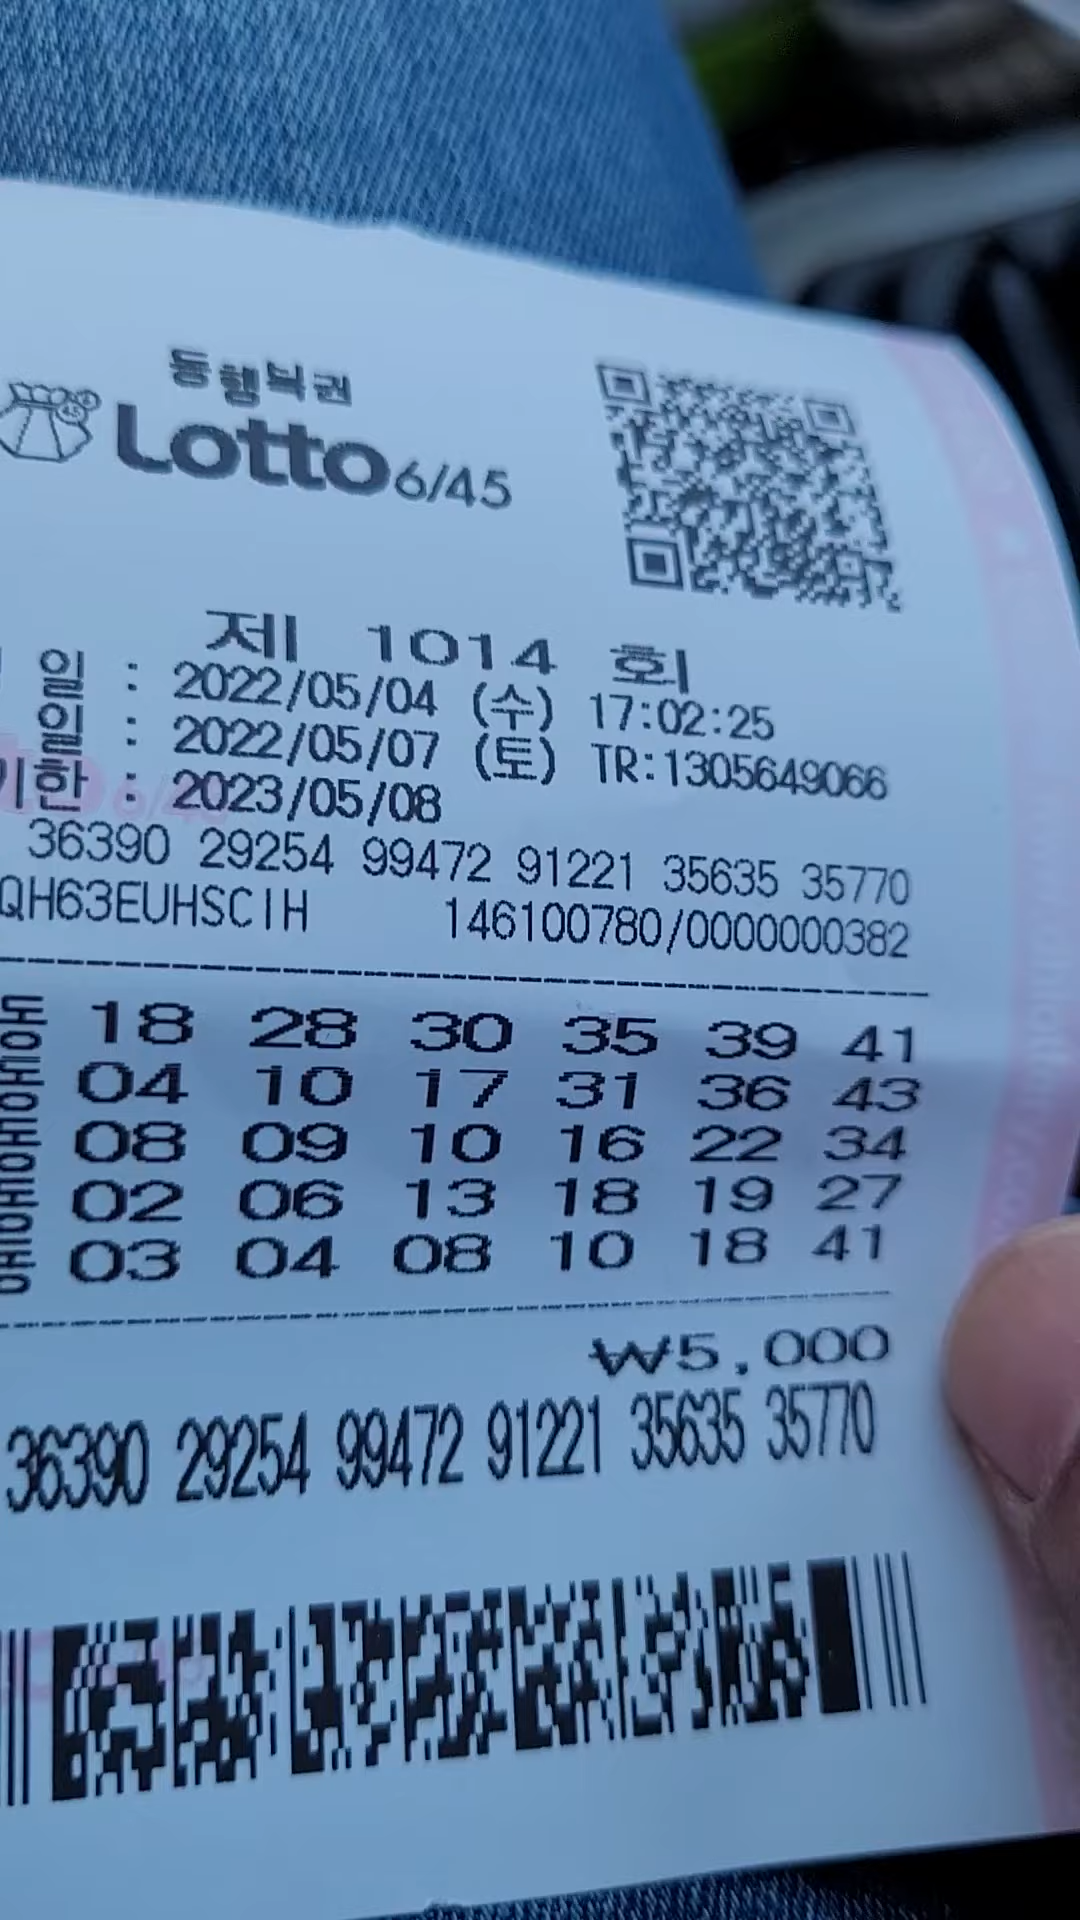 동행복권
Lotto 6/45
제 1014 회
일 : 2022/05/04 (수) 17:02:25
일 : 2022/05/07 (토) TR:1305649066
기한 : 2023/05/08
36390 29254 99472 91221 35635 35770
QH63EUHSCIH 146100780/0000000382
18 28 30 35 39 41
04 10 17 31 36 43
08 09 10 16 22 34
02 06 13 18 19 27
03 04 08 10 18 41
₩5,000
36390 29254 99472 91221 35635 35770